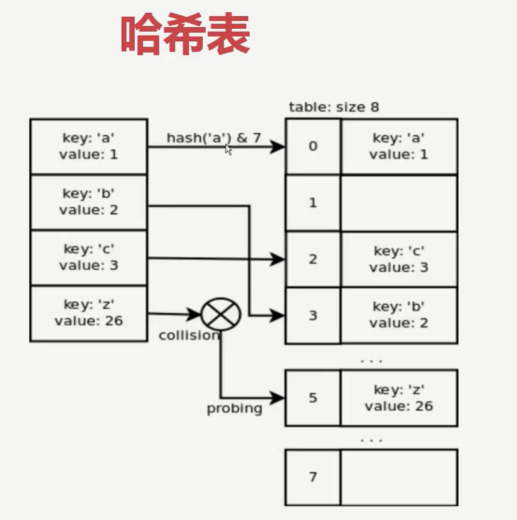 哈希表
table: size 8
key: 'a'
value: 1
hash('a') & 7
0
key: 'a'
value: 1
key: 'b'
value: 2
1
key: 'c'
value: 3
2
key: 'c'
value: 3
key: 'z'
value: 26
collision
3
key: 'b'
value: 2
. . .
probing
5
key: 'z'
value: 26
. . .
7